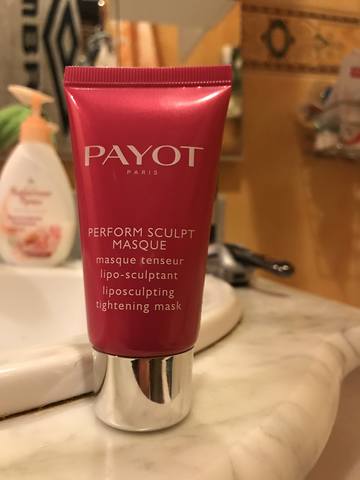 PAYOT
PARIS
PERFORM SCULPT
MASQUE
masque tenseur
lipo-sculptant
liposculpting
tightening mask